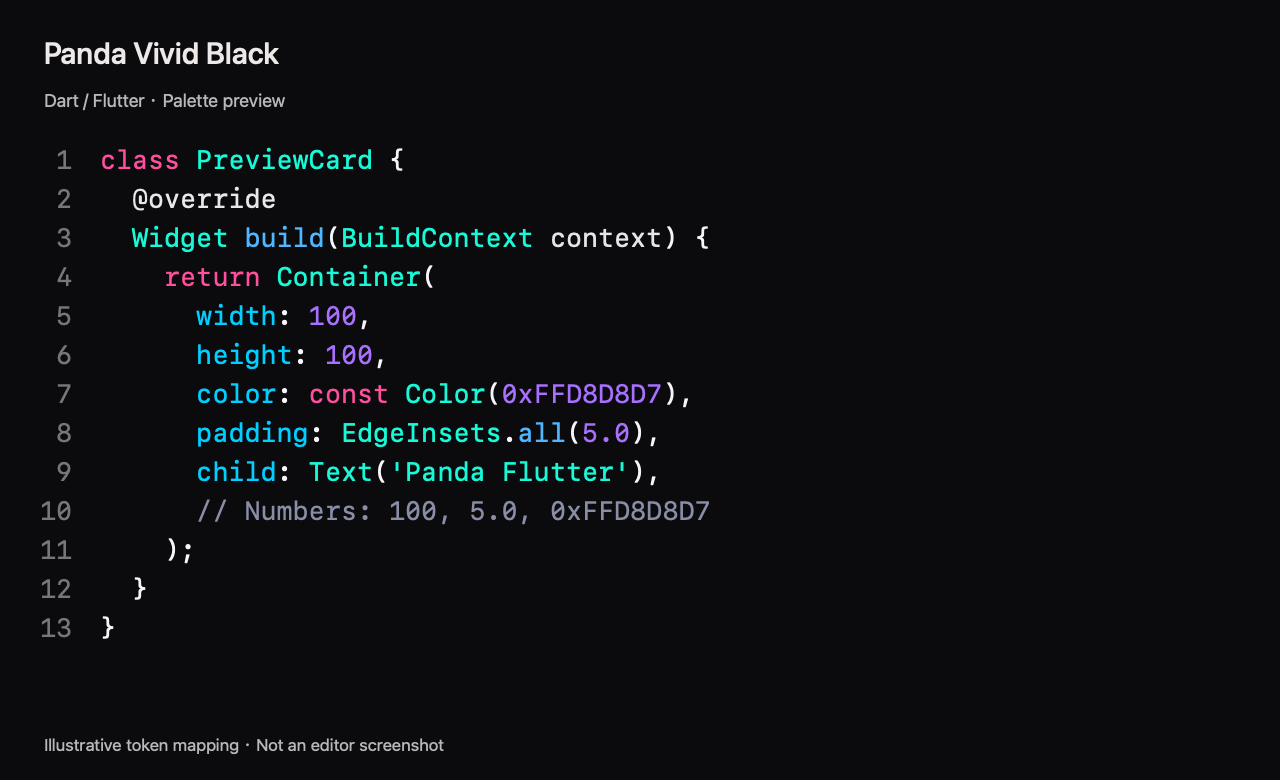 Panda Vivid Black
Dart / Flutter · Palette preview
1 class PreviewCard {
2   @override
3   Widget build(BuildContext context) {
4     return Container(
5       width: 100,
6       height: 100,
7       color: const Color(0xFFD8D8D7),
8       padding: EdgeInsets.all(5.0),
9       child: Text('Panda Flutter'),
10       // Numbers: 100, 5.0, 0xFFD8D8D7
11     );
12   }
13 }
Illustrative token mapping · Not an editor screenshot